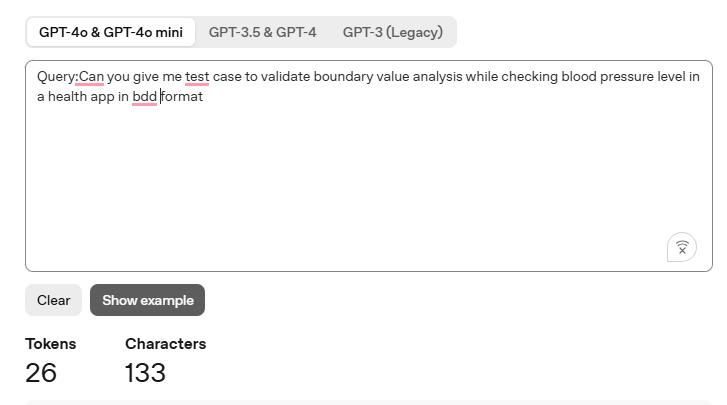 GPT-4o & GPT-4o mini GPT-3.5 & GPT-4 GPT-3 (Legacy)
Query:Can you give me test case to validate boundary value analysis while checking blood pressure level in
a health app in bdd format
Clear Show example
Tokens Characters
26 133